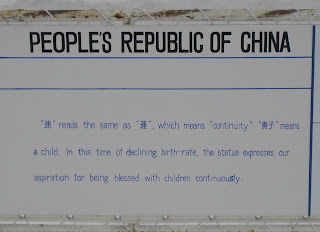 PEOPLE'S REPUBLIC OF CHINA
"連" reads the same as "蓮", which means "continuity" "貴子" means
a child. In this time of declining birth-rate, the statue expresses our
aspiration for being blessed with children continuously.